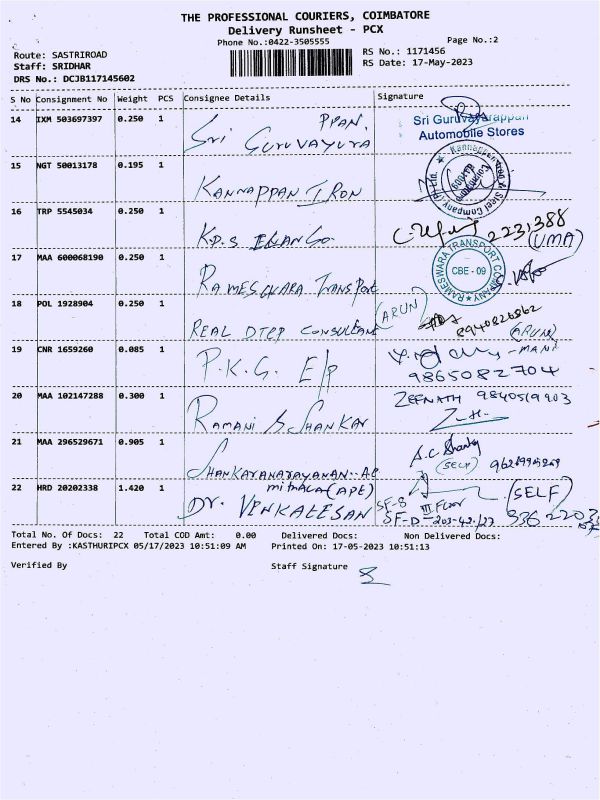 THE PROFESSIONAL COURIERS, COIMBATORE
Delivery Runsheet - PCX
Phone No.:0422-3505555
Page No.:2
Route: SASTRIROAD
Staff: SRIDHAR
DRS No.: DCJB117145602
RS No.: 1171456
RS Date: 17-May-2023
S No Consignment No Weight PCS Consignee Details Signature
14 IXM 503697397 0.250 1 Sri GURUVAYURA PPAN.
Sri Guruvayurappan
Automobile Stores
15 NGT 50013178 0.195 1 KANNAPPAN IRON
16 TRP 5545034 0.250 1 K.P.S
2231388
(UMA)
17 MAA 600068190 0.250 1 RAMESWARA TRANSPORT
RAMESWARA TRANSPORT COMPANY
CBE - 09
18 POL 1928904 0.250 1 REAL DTCP CONSULTANT
(ARUN)
8940826862
(ARUN)
19 CNR 1659260 0.085 1 P.K.G. E/P
- MANI
9865082704
20 MAA 102147288 0.300 1 RAMANI S. SHANKAR
ZEENATH 9840519903
21 MAA 296529671 0.905 1 SHANKARANARAYANAN
(SELF)
22 HRD 20202338 1.420 1 DR. VENKATESAN
(APE)
SF-S III Floor
(SELF)
Total No. Of Docs: 22 Total COD Amt: 0.00 Delivered Docs: Non Delivered Docs:
Entered By :KASTHURIPCX 05/17/2023 10:51:09 AM Printed On: 17-05-2023 10:51:13
Verified By Staff Signature